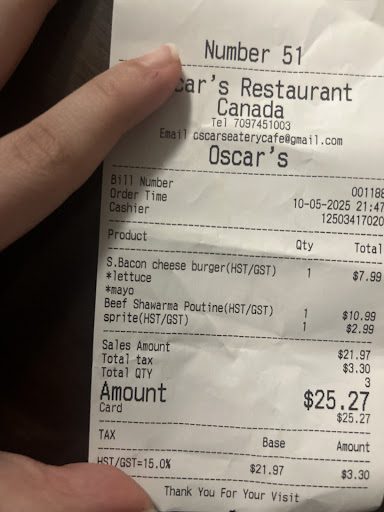 Number 51
car's Restaurant
Canada
Tel 7097451003
Email cscarseaterycafe@gmail.com
Oscar's
Bill Number 001188
Order Time 10-05-2025 21:47
Cashier 12503417020
Product Qty Total
S.Bacon cheese burger(HST/GST) 1 $7.99
*lettuce
*mayo
Beef Shawarma Poutine(HST/GST) 1 $10.99
sprite(HST/GST) 1 $2.99
Sales Amount $21.97
Total tax $3.30
Total QTY 3
Amount $25.27
Card $25.27
TAX Base Amount
HST/GST=15.0% $21.97 $3.30
Thank You For Your Visit